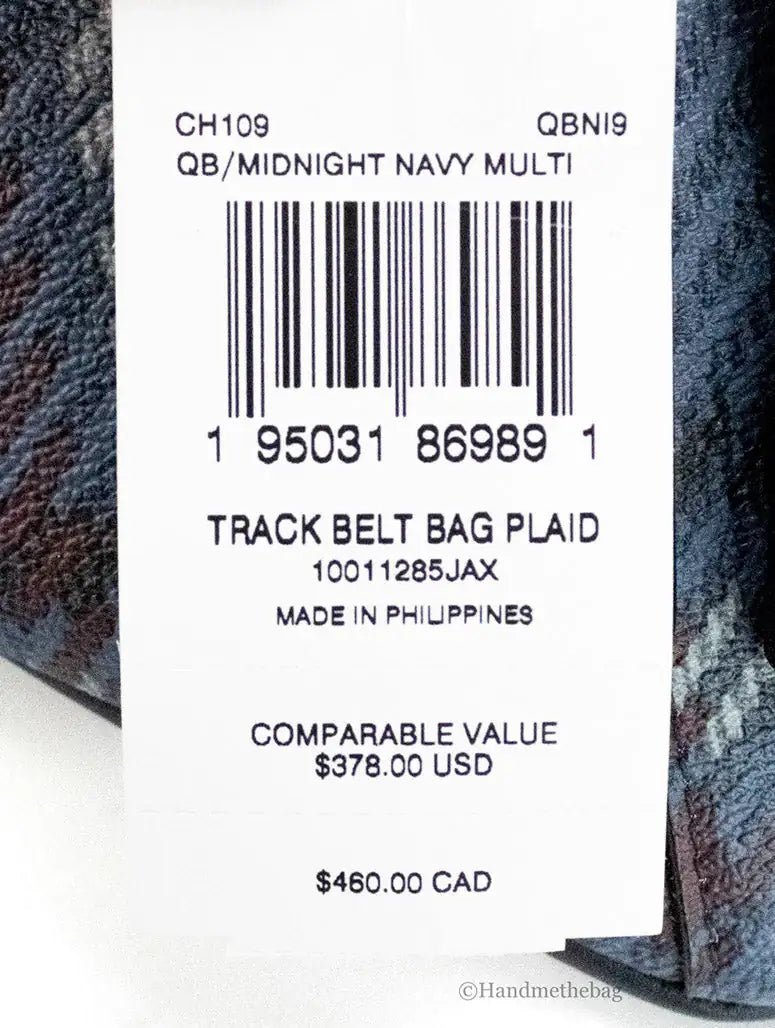 CH109 QBNI9
QB/MIDNIGHT NAVY MULTI
1 95031 86989 1
TRACK BELT BAG PLAID
10011285JAX
MADE IN PHILIPPINES
COMPARABLE VALUE
$378.00 USD
$460.00 CAD
©Handmethebag